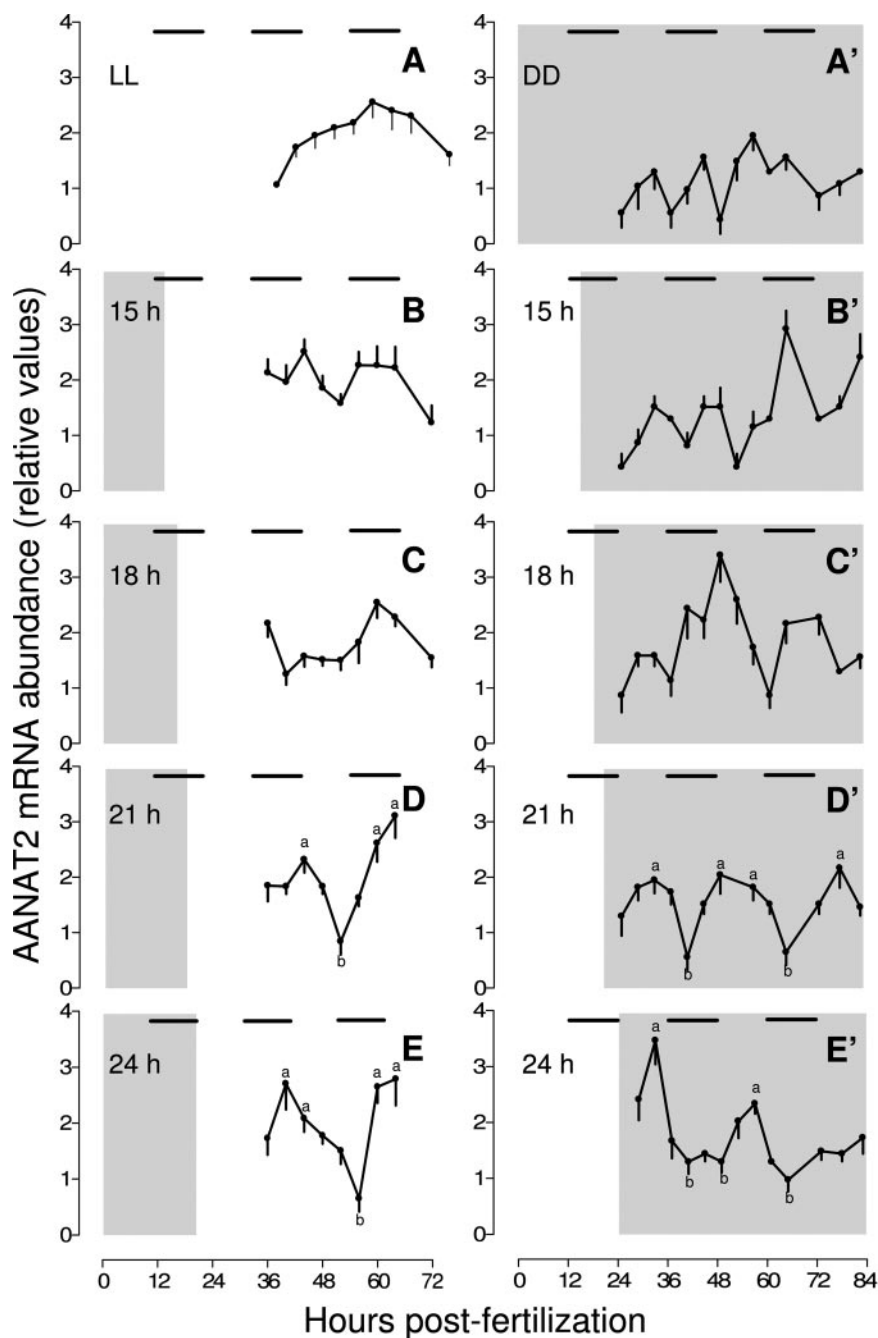 AANAT2 mRNA abundance (relative values)
4
3
2
1
0
LL
A
4
3
2
1
0
DD
A’
4
3
2
1
0
15 h
B
4
3
2
1
0
15 h
B’
4
3
2
1
0
18 h
C
4
3
2
1
0
18 h
C’
4
3
2
1
0
21 h
D
a
a
a
b
4
3
2
1
0
21 h
D’
a
a
a
a
b
b
4
3
2
1
0
24 h
E
a
a
a
a
b
4
3
2
1
0
24 h
E’
a
a
b
b
b
0 12 24 36 48 60 72
0 12 24 36 48 60 72 84
Hours post-fertilization